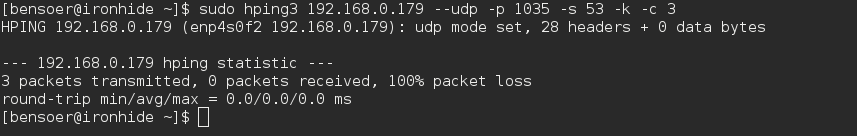 [bensoer@ironhide ~]$ sudo hping3 192.168.0.179 --udp -p 1035 -s 53 -k -c 3
HPING 192.168.0.179 (enp4s0f2 192.168.0.179): udp mode set, 28 headers + 0 data bytes
--- 192.168.0.179 hping statistic ---
3 packets transmitted, 0 packets received, 100% packet loss
round-trip min/avg/max = 0.0/0.0/0.0 ms
[bensoer@ironhide ~]$